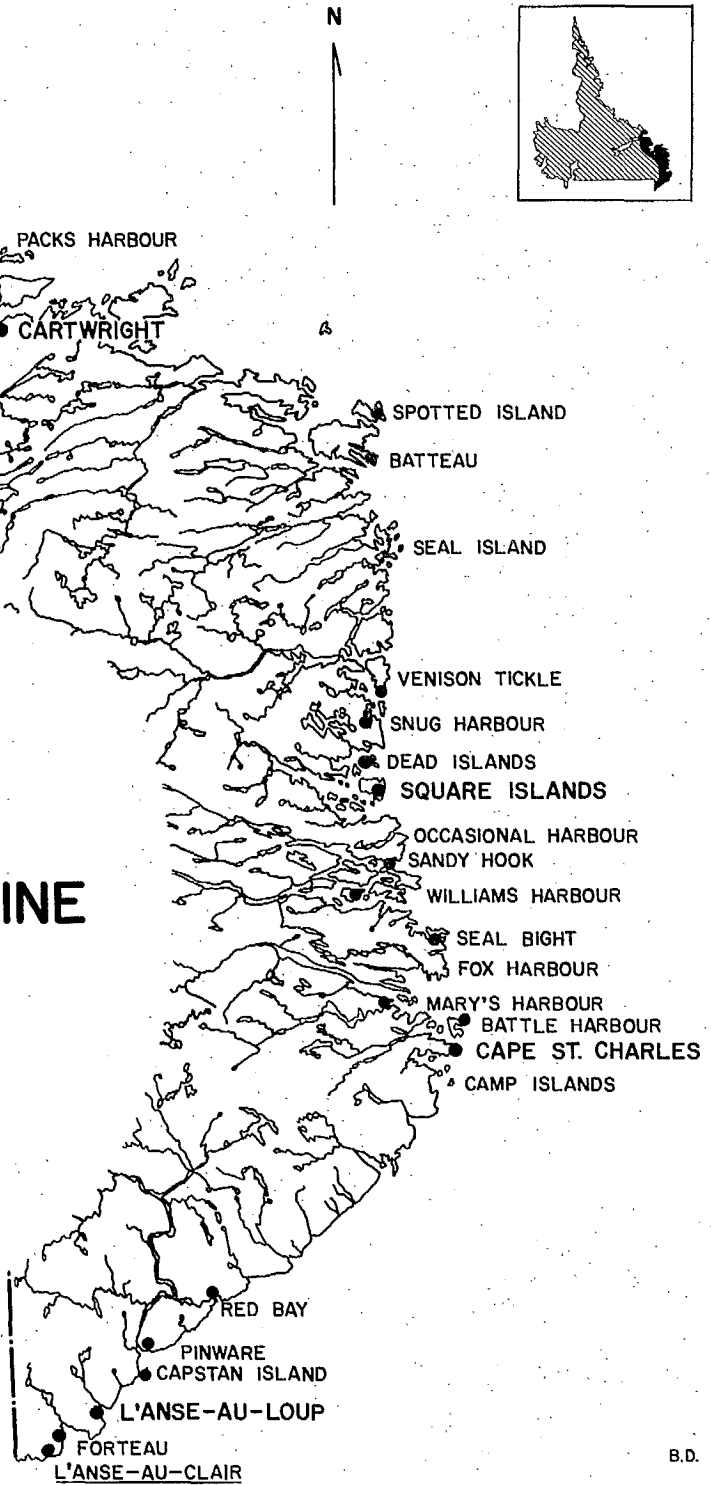 N
PACKS HARBOUR
CARTWRIGHT
SPOTTED ISLAND
BATTEAU
SEAL ISLAND
VENISON TICKLE
SNUG HARBOUR
DEAD ISLANDS
SQUARE ISLANDS
OCCASIONAL HARBOUR
SANDY HOOK
INE
WILLIAMS HARBOUR
SEAL BIGHT
FOX HARBOUR
MARY'S HARBOUR
BATTLE HARBOUR
CAPE ST. CHARLES
CAMP ISLANDS
RED BAY
PINWARE
CAPSTAN ISLAND
L'ANSE-AU-LOUP
FORTEAU
L'ANSE-AU-CLAIR
B.D.